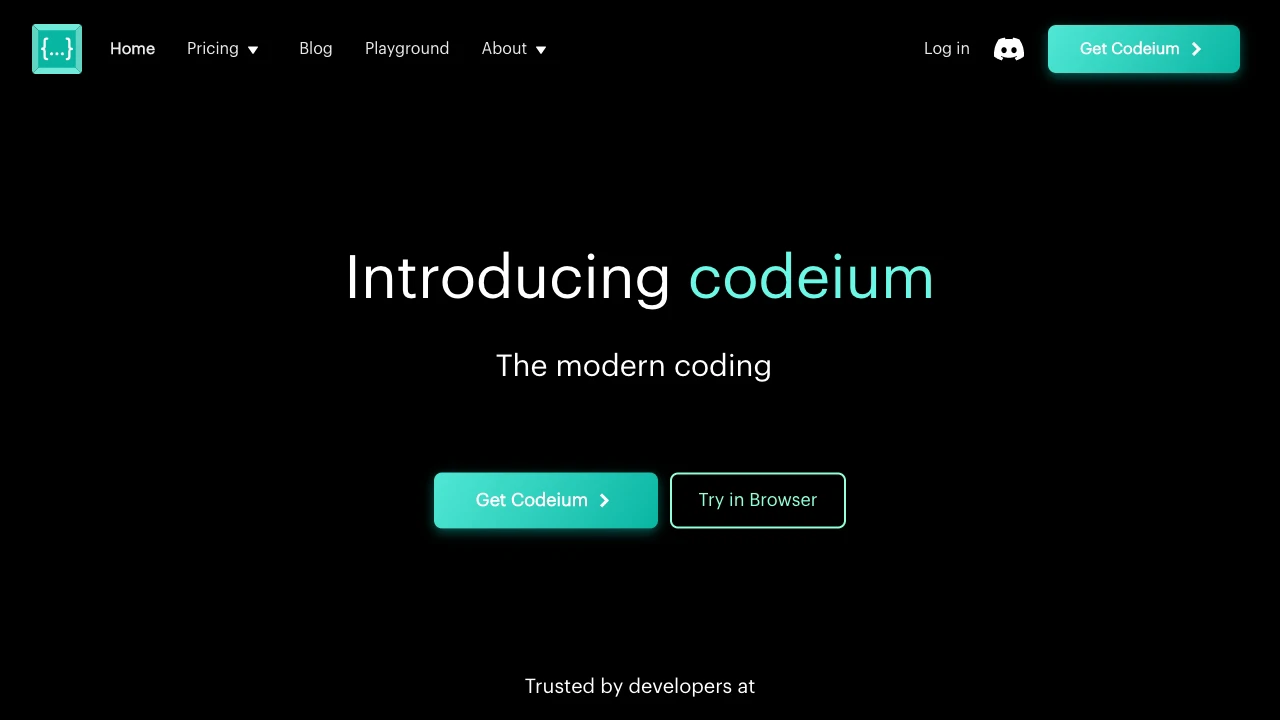 {...}
Home Pricing Blog Playground About Log in Get Codeium
Introducing codeium
The modern coding
Get Codeium Try in Browser
Trusted by developers at